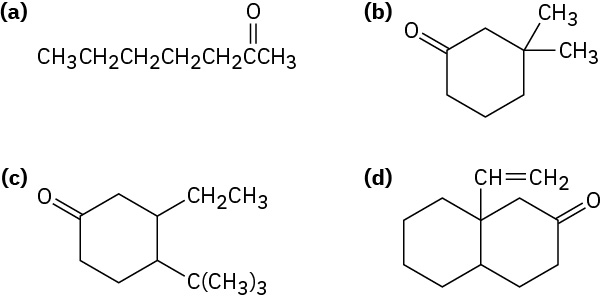 (a)
O
CH₃CH₂CH₂CH₂CH₂CCH₃
(b)
O
CH₃
CH₃
(c)
O
CH₂CH₃
C(CH₃)₃
(d)
CH=CH₂
O